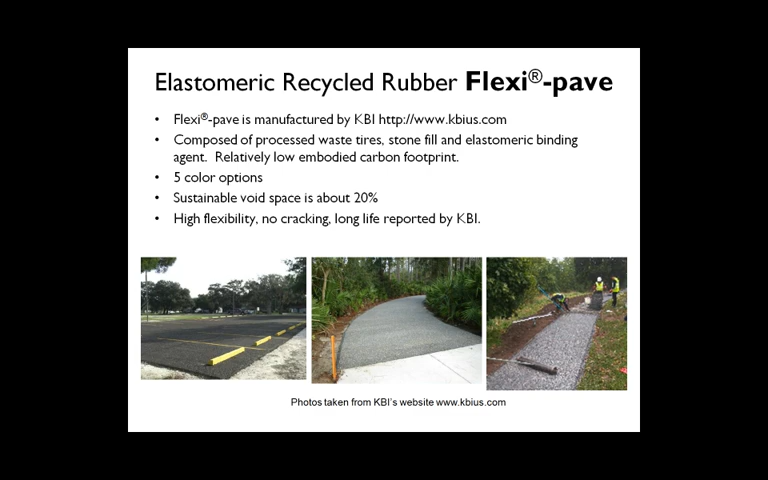 Elastomeric Recycled Rubber Flexi®-pave
• Flexi®-pave is manufactured by KBI http://www.kbius.com
• Composed of processed waste tires, stone fill and elastomeric binding
agent. Relatively low embodied carbon footprint.
• 5 color options
• Sustainable void space is about 20%
• High flexibility, no cracking, long life reported by KBI.
Photos taken from KBI's website www.kbius.com